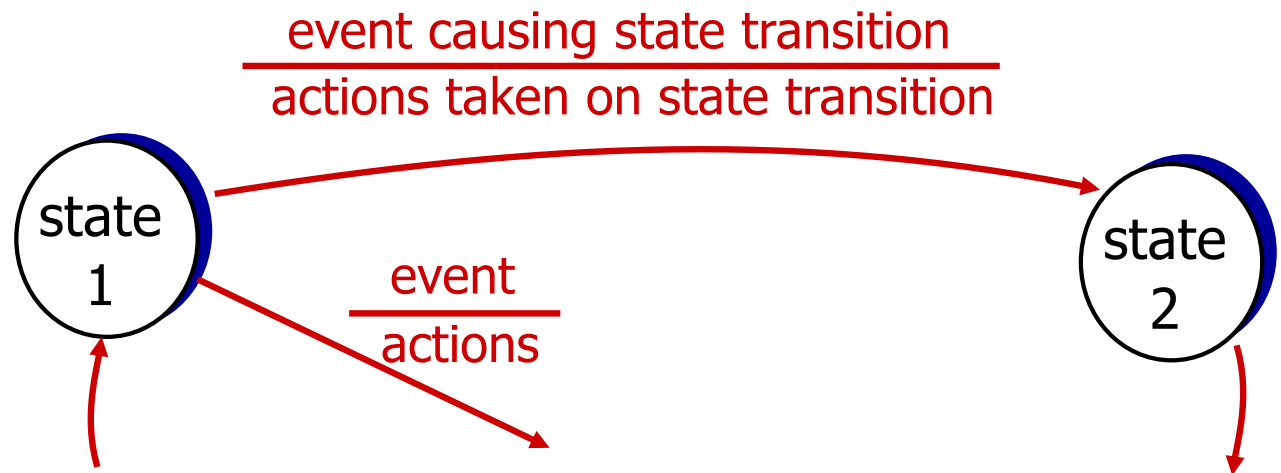 event causing state transition
actions taken on state transition
state
1
event
actions
state
2